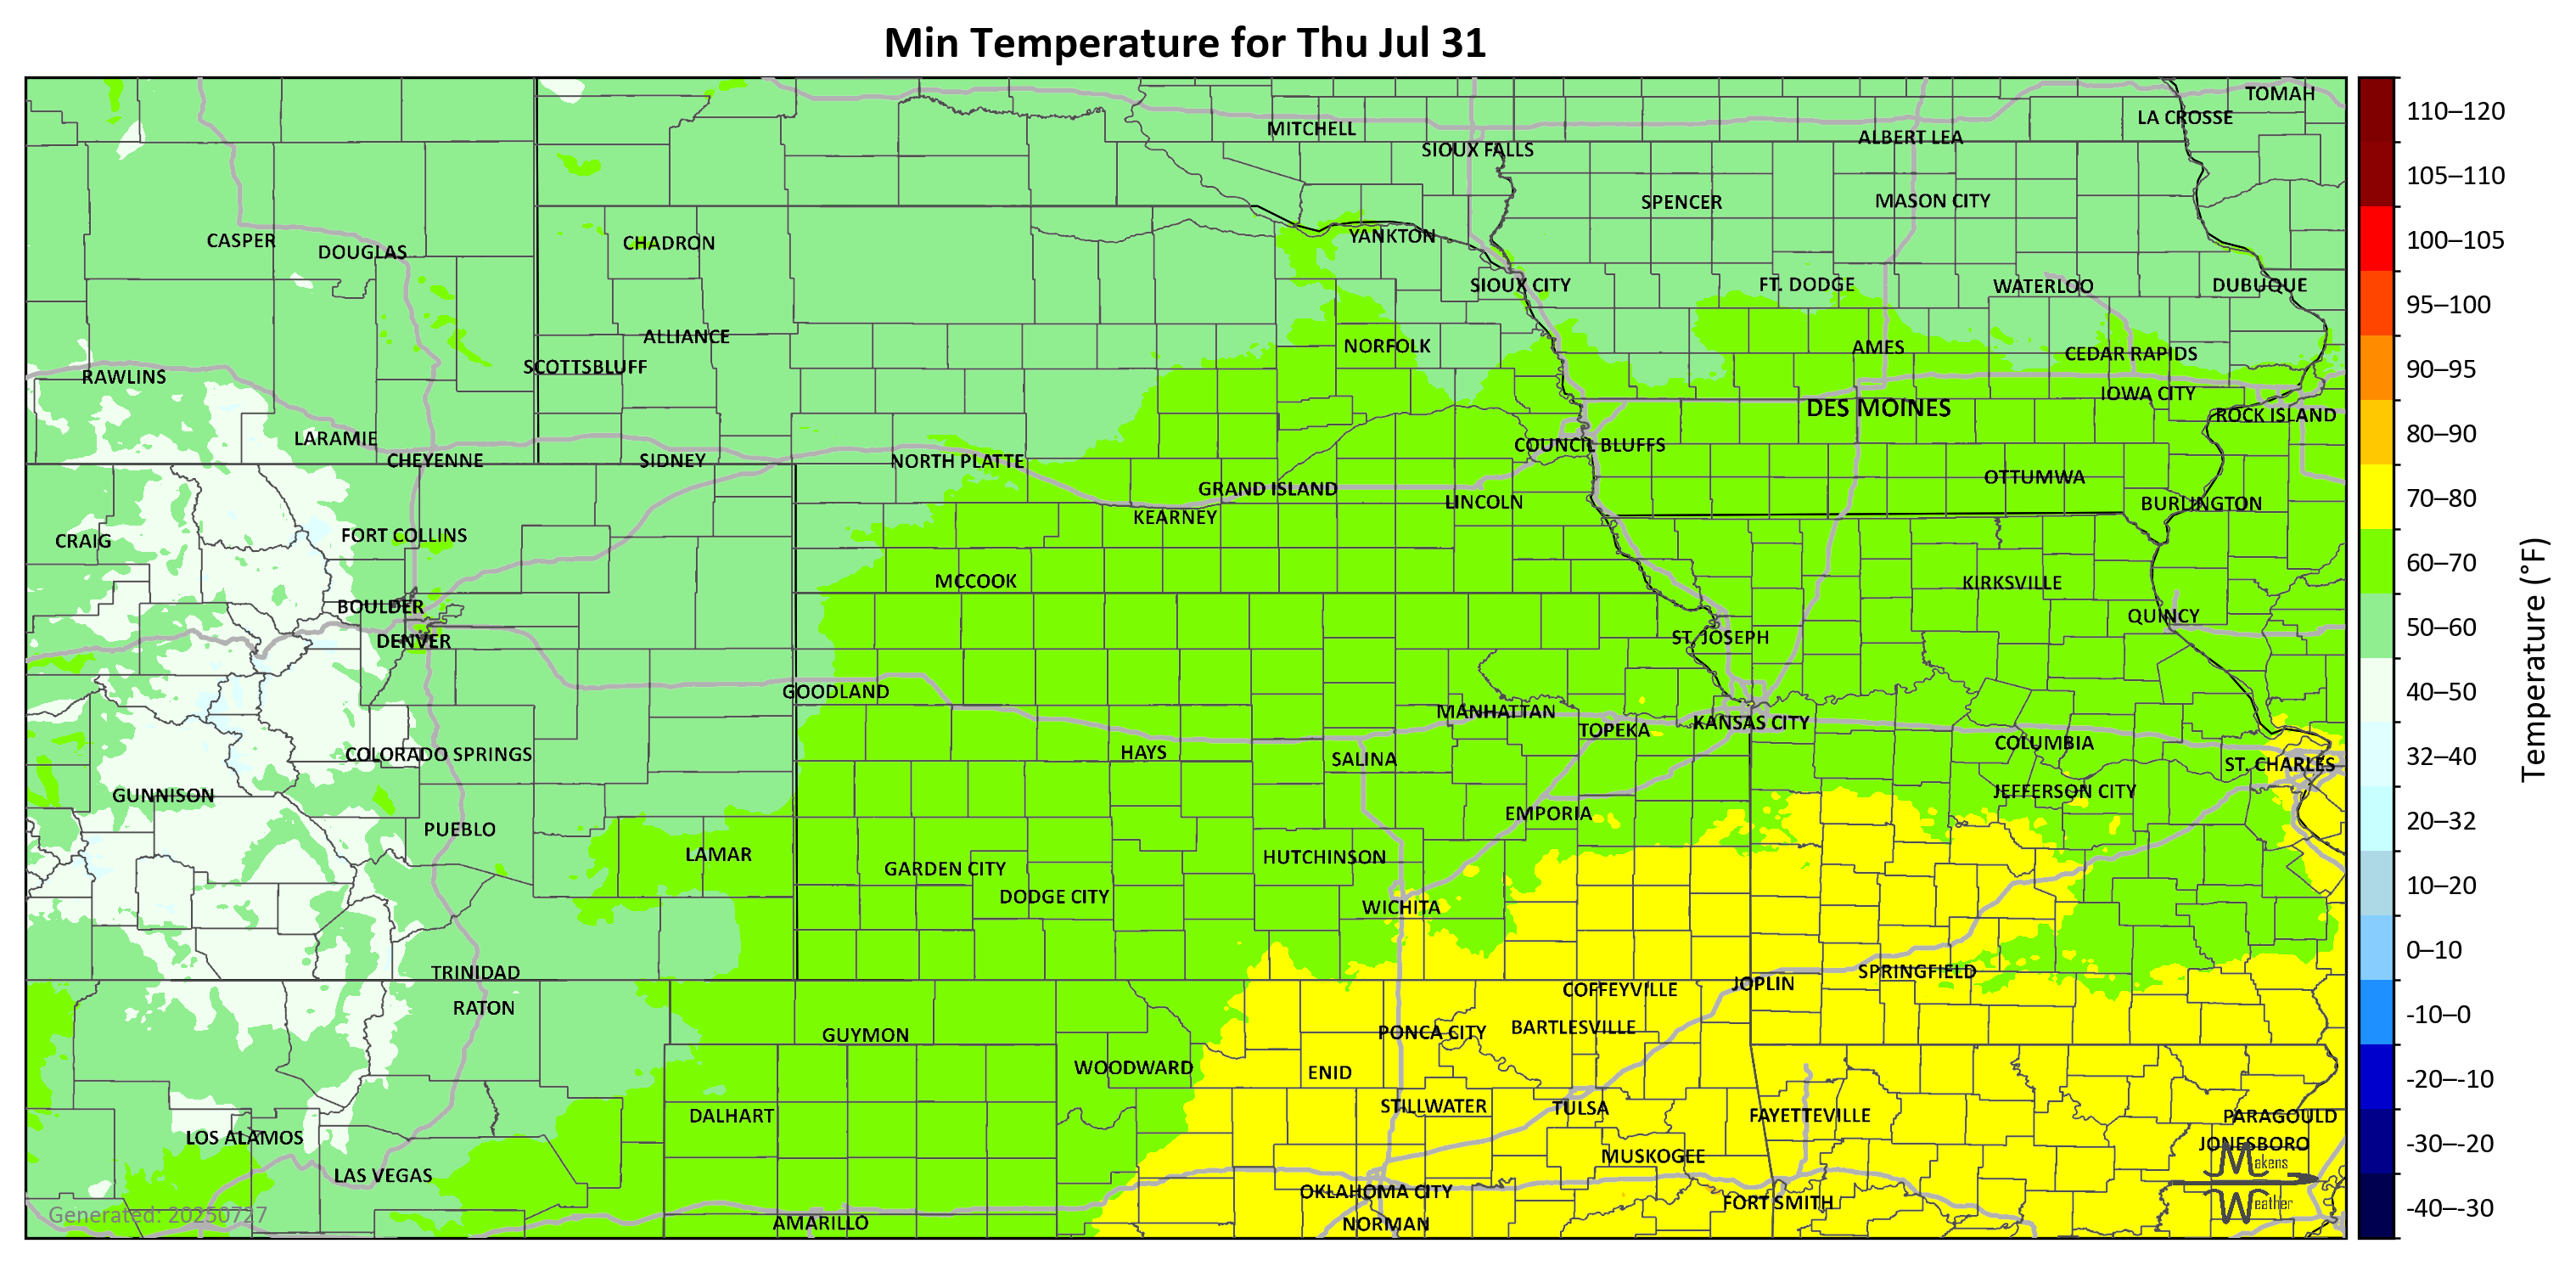 Min Temperature for Thu Jul 31
TOMAH
LA CROSSE
MITCHELL
ALBERT LEA
SIOUX FALLS
SPENCER
MASON CITY
CASPER
DOUGLAS
CHADRON
YANKTON
SIOUX CITY
FT. DODGE
WATERLOO
DUBUQUE
ALLIANCE
NORFOLK
AMES
CEDAR RAPIDS
SCOTTSBLUFF
RAWLINS
IOWA CITY
DES MOINES
ROCK ISLAND
LARAMIE
COUNCIL BLUFFS
CHEYENNE
SIDNEY
NORTH PLATTE
OTTUMWA
GRAND ISLAND
LINCOLN
BURLINGTON
KEARNEY
FORT COLLINS
CRAIG
MCCOOK
KIRKSVILLE
BOULDER
QUINCY
DENVER
ST. JOSEPH
GOODLAND
MANHATTAN
KANSAS CITY
TOPEKA
COLUMBIA
HAYS
COLORADO SPRINGS
SALINA
ST. CHARLES
GUNNISON
JEFFERSON CITY
EMPORIA
PUEBLO
LAMAR
HUTCHINSON
GARDEN CITY
DODGE CITY
WICHITA
TRINIDAD
SPRINGFIELD
JOPLIN
COFFEYVILLE
RATON
BARTLESVILLE
PONCA CITY
GUYMON
WOODWARD
ENID
STILLWATER
TULSA
DALHART
FAYETTEVILLE
PARAGOULD
LOS ALAMOS
JONESBORO
MUSKOGEE
LAS VEGAS
OKLAHOMA CITY
FORT SMITH
AMARILLO
NORMAN
Generated: 20250727
Makens
Weather
110–120
105–110
100–105
95–100
90–95
80–90
70–80
60–70
50–60
40–50
32–40
20–32
10–20
0–10
-10–0
-20–-10
-30–-20
-40–-30
Temperature (°F)